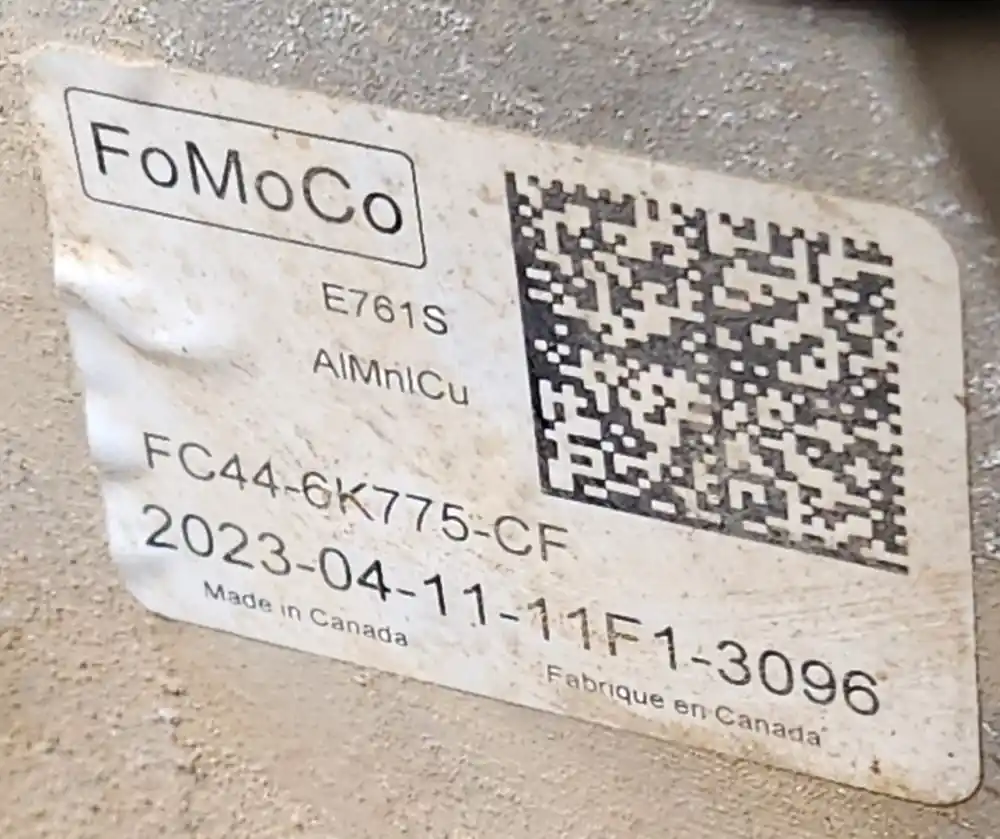 FoMoCo
E761S
AlMnlCu
FC44-6K775-CF
2023-04-11-11F1-3096
Made in Canada
Fabrique en Canada